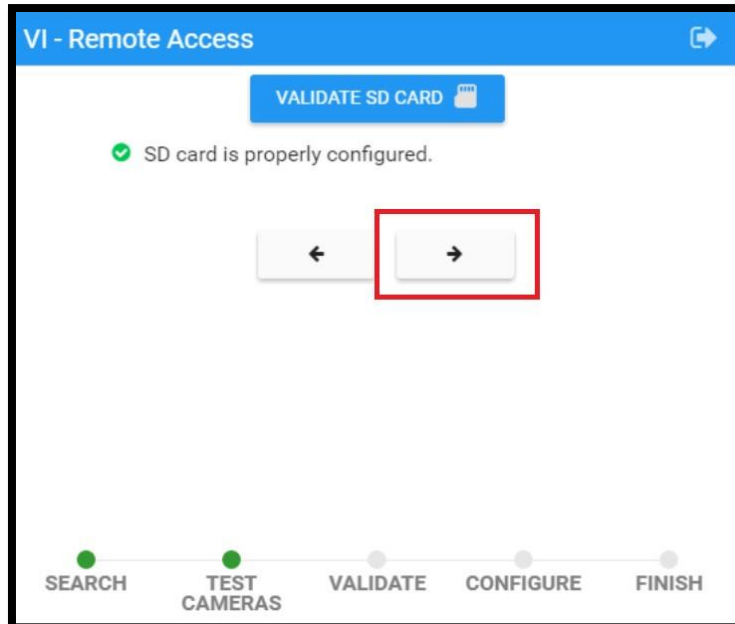 VI - Remote Access
VALIDATE SD CARD
SD card is properly configured.
SEARCH
TEST
CAMERAS
VALIDATE
CONFIGURE
FINISH